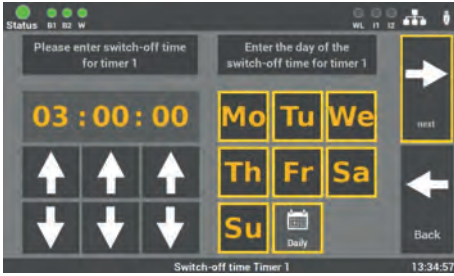 Status B1 B2 W WL I1 I2
Please enter switch-off time
for timer 1
Enter the day of the
switch-off time for timer 1
03 : 00 : 00
Mo Tu We
next
Th Fr Sa
Su Daily
Back
Switch-off time Timer 1 13:34:57